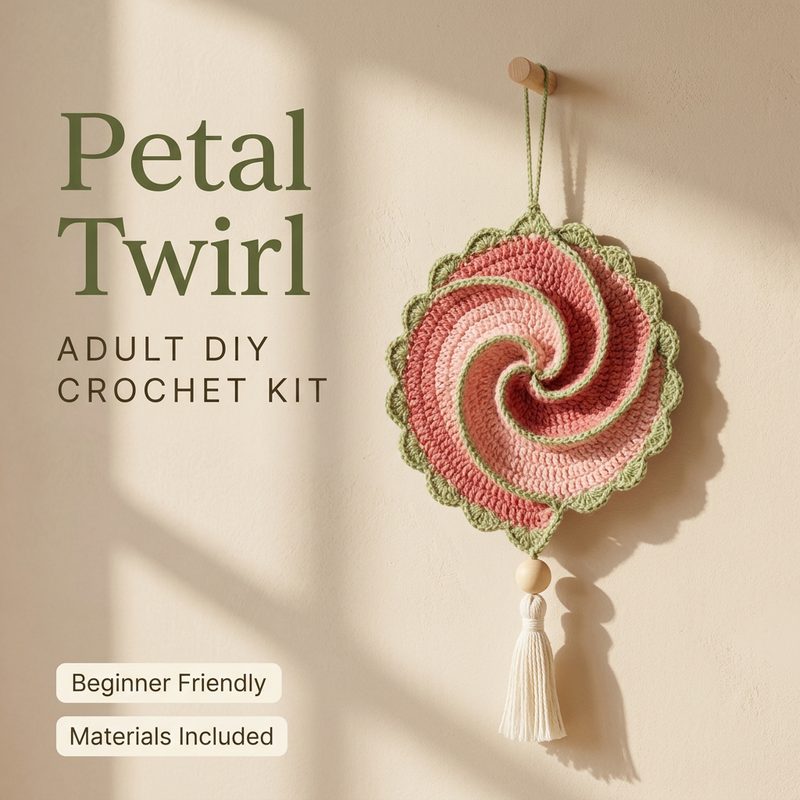 Petal
Twirl
ADULT DIY
CROCHET KIT
Beginner Friendly
Materials Included